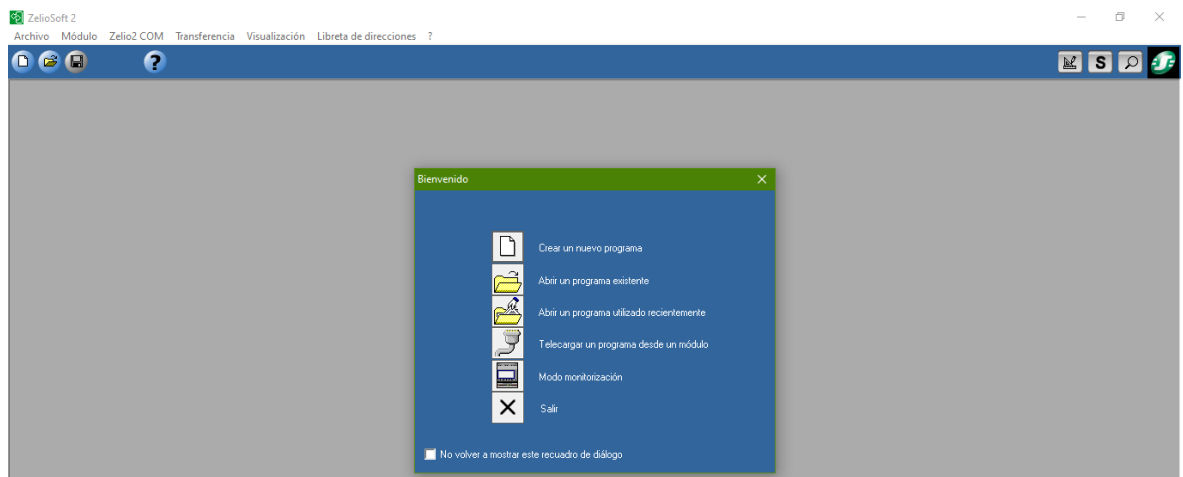 ZelioSoft 2
Archivo Módulo Zelio2 COM Transferencia Visualización Libreta de direcciones ?
? S
Bienvenido
Crear un nuevo programa
Abrir un programa existente
Abrir un programa utilizado recientemente
Telecargar un programa desde un módulo
Modo monitorización
Salir
No volver a mostrar este recuadro de diálogo